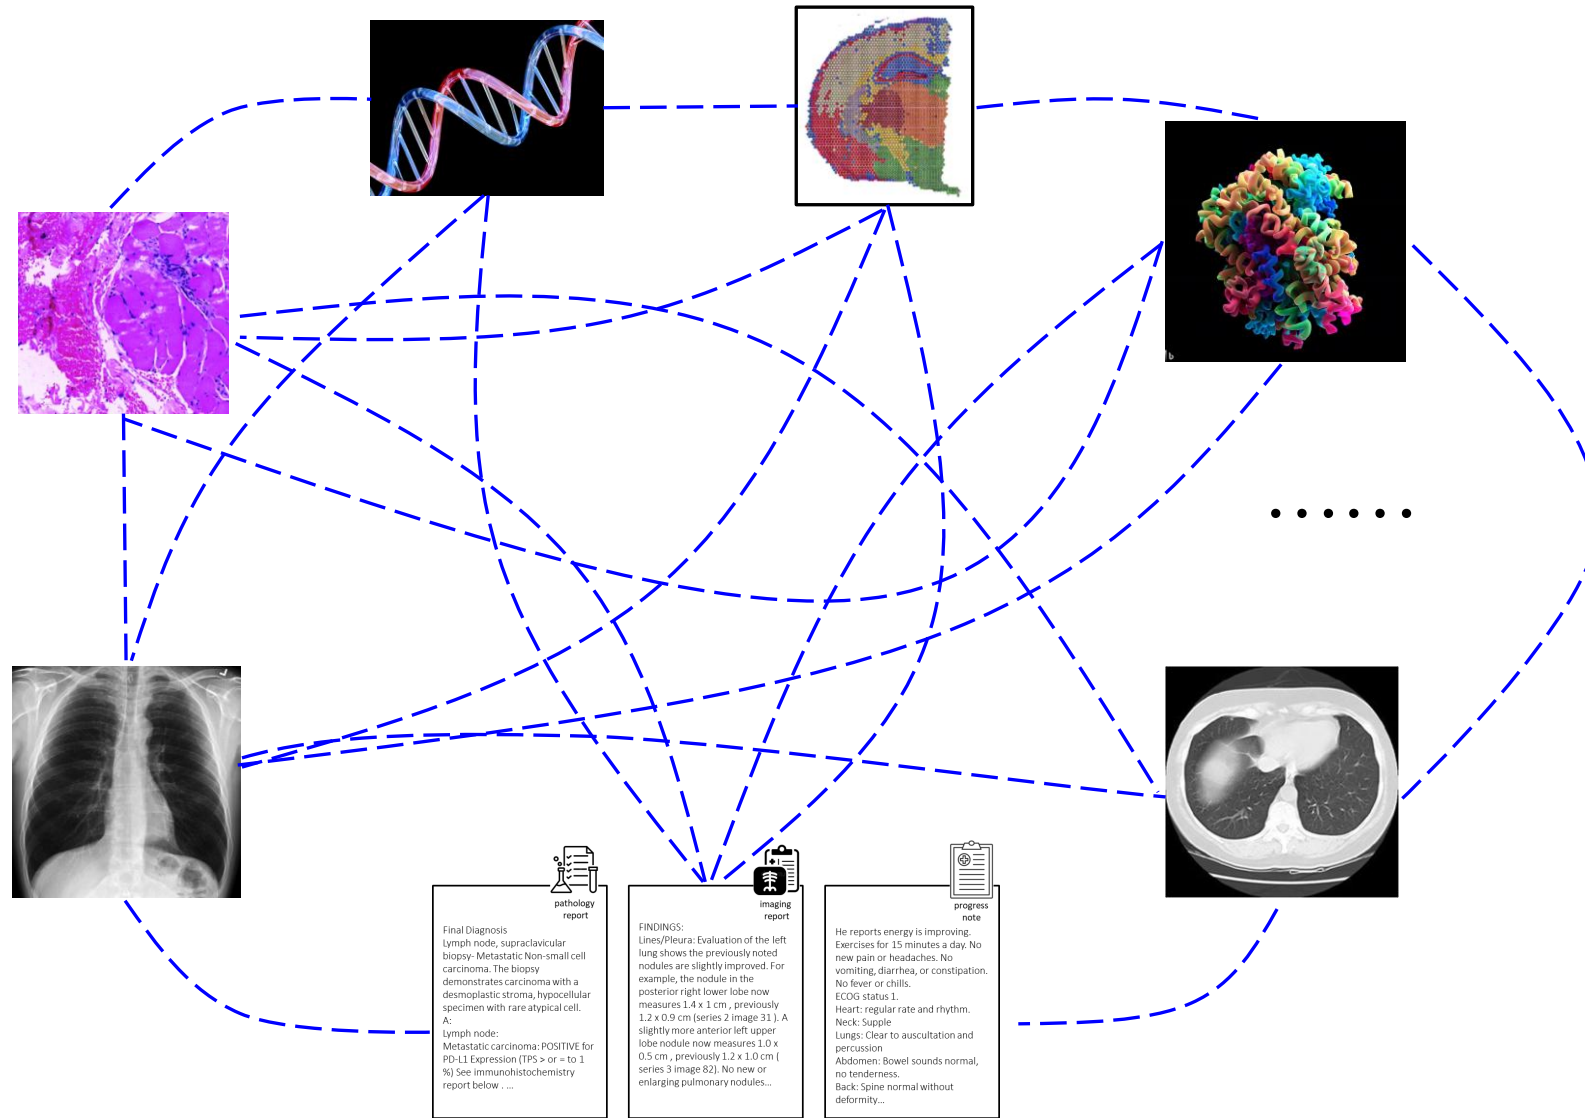 pathology
report
Final Diagnosis
Lymph node, supraclavicular
biopsy- Metastatic Non-small cell
carcinoma. The biopsy
demonstrates carcinoma with a
desmoplastic stroma, hypocellular
specimen with rare atypical cell.
A:
Lymph node:
Metastatic carcinoma: POSITIVE for
PD-L1 Expression (TPS > or = to 1
%) See immunohistochemistry
report below . ...
imaging
report
FINDINGS:
Lines/Pleura: Evaluation of the left
lung shows the previously noted
nodules are slightly improved. For
example, the nodule in the
posterior right lower lobe now
measures 1.4 x 1 cm , previously
1.2 x 0.9 cm (series 2 image 31 ). A
slightly more anterior left upper
lobe nodule now measures 1.0 x
0.5 cm , previously 1.2 x 1.0 cm (
series 3 image 82). No new or
enlarging pulmonary nodules...
progress
note
He reports energy is improving.
Exercises for 15 minutes a day. No
new pain or headaches. No
vomiting, diarrhea, or constipation.
No fever or chills.
ECOG status 1.
Heart: regular rate and rhythm.
Neck: Supple
Lungs: Clear to auscultation and
percussion
Abdomen: Bowel sounds normal,
no tenderness.
Back: Spine normal without
deformity...